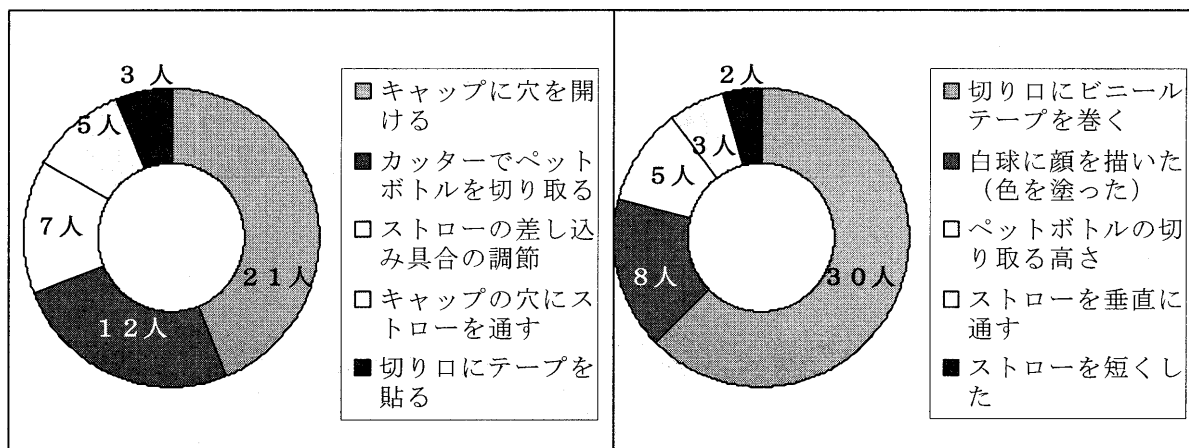 3 人
5人
7人
12人
21人
キャップに穴を開
ける
カッターでペット
ボトルを切り取る
ストローの差し込
み具合の調節
キャップの穴にス
トローを通す
切り口にテープを
貼る
2人
3人
5人
8人
30人
切り口にビニール
テープを巻く
白球に顔を描いた
(色を塗った)
ペットボトルの切
り取る高さ
ストローを垂直に
通す
ストローを短くし
た